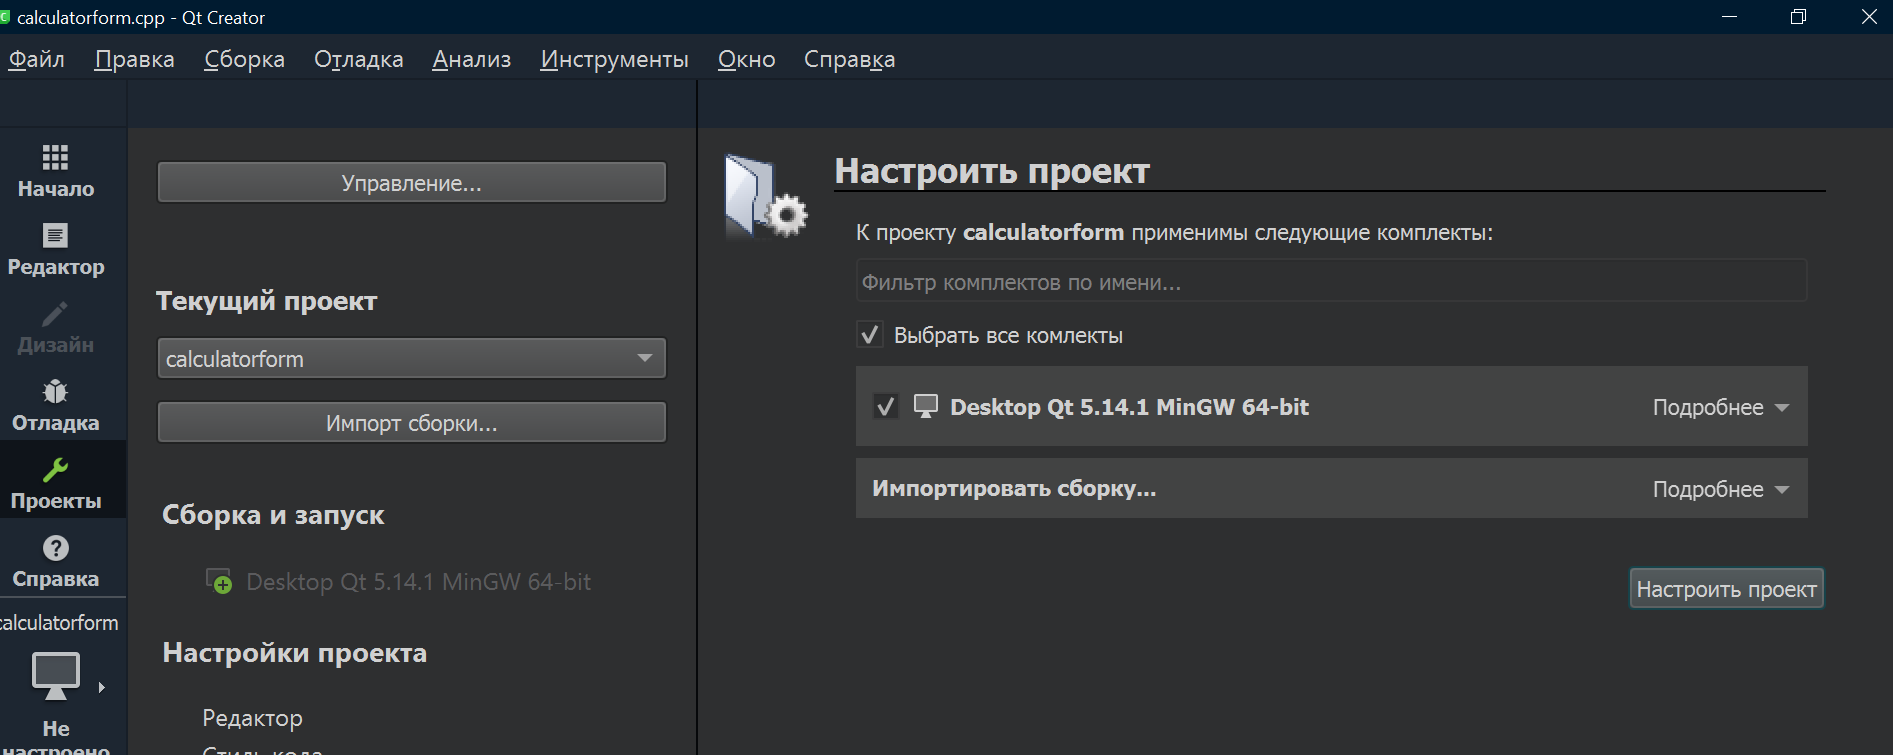 calculatorform.cpp - Qt Creator
Файл Правка Сборка Отладка Анализ Инструменты Окно Справка
Начало
Редактор
Дизайн
Отладка
Проекты
Справка
calculatorform
Не
настроено
Управление...
Текущий проект
calculatorform
Импорт сборки...
Сборка и запуск
Desktop Qt 5.14.1 MinGW 64-bit
Настройки проекта
Редактор
Стиль кода
Настроить проект
К проекту calculatorform применимы следующие комплекты:
Фильтр комплектов по имени...
Выбрать все комлекты
Desktop Qt 5.14.1 MinGW 64-bit Подробнее
Импортировать сборку... Подробнее
Настроить проект